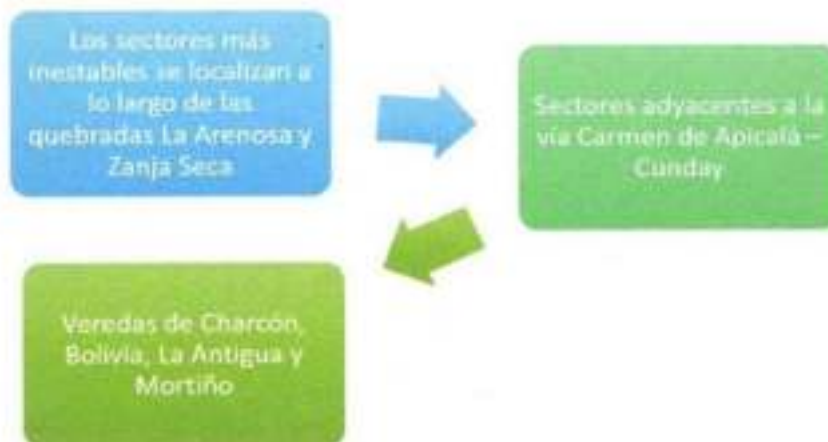 Los sectores más
inestables se localizan a
lo largo de las
quebradas La Arenosa y
Zanja Seca
Sectores adyacentes a la
vía Carmen de Apicalá –
Cunday
Veredas de Charcón,
Bolivia, La Antigua y
Mortiño